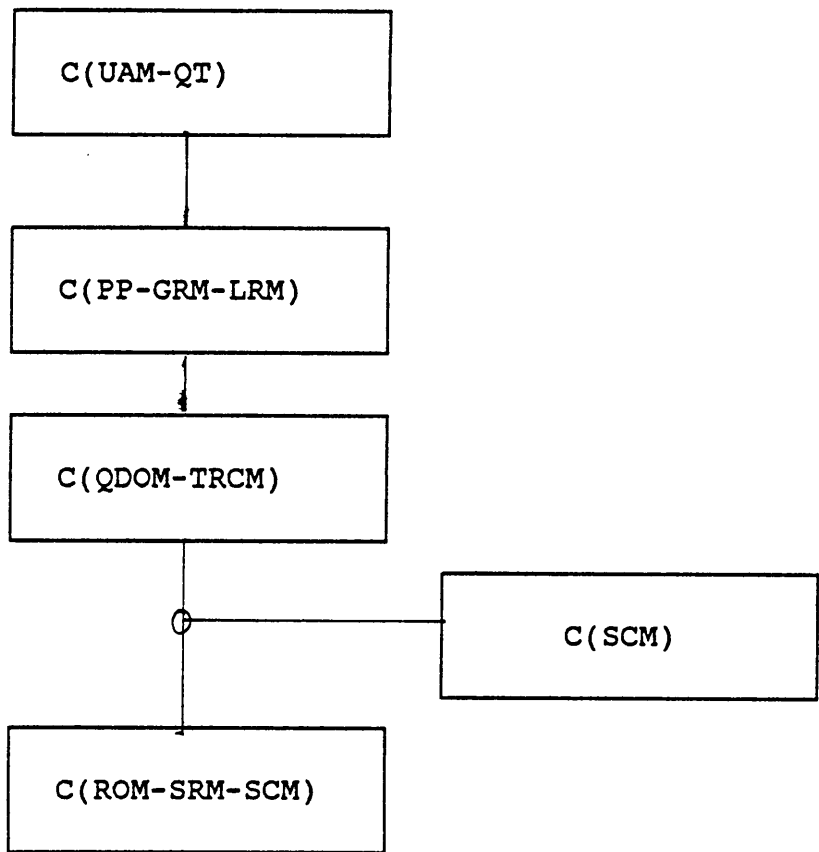 C(UAM-QT)
C(PP-GRM-LRM)
C(QDOM-TRCM)
C(SCM)
C(ROM-SRM-SCM)